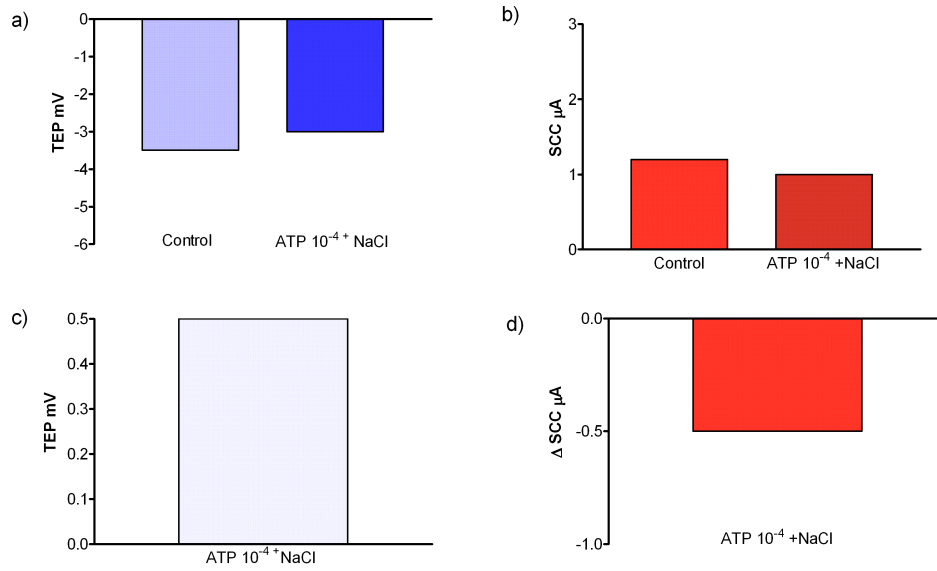 a)
0
-1
-2
-3
-4
-5
-6
TEP mV
Control
ATP 10⁻⁴ ⁺ NaCl
b)
3
2
1
0
SCC µA
Control
ATP 10⁻⁴ +NaCl
c)
0.5
0.4
0.3
0.2
0.1
0.0
TEP mV
ATP 10⁻⁴ ⁺NaCl
d)
0.0
-0.5
-1.0
Δ SCC µA
ATP 10⁻⁴ +NaCl